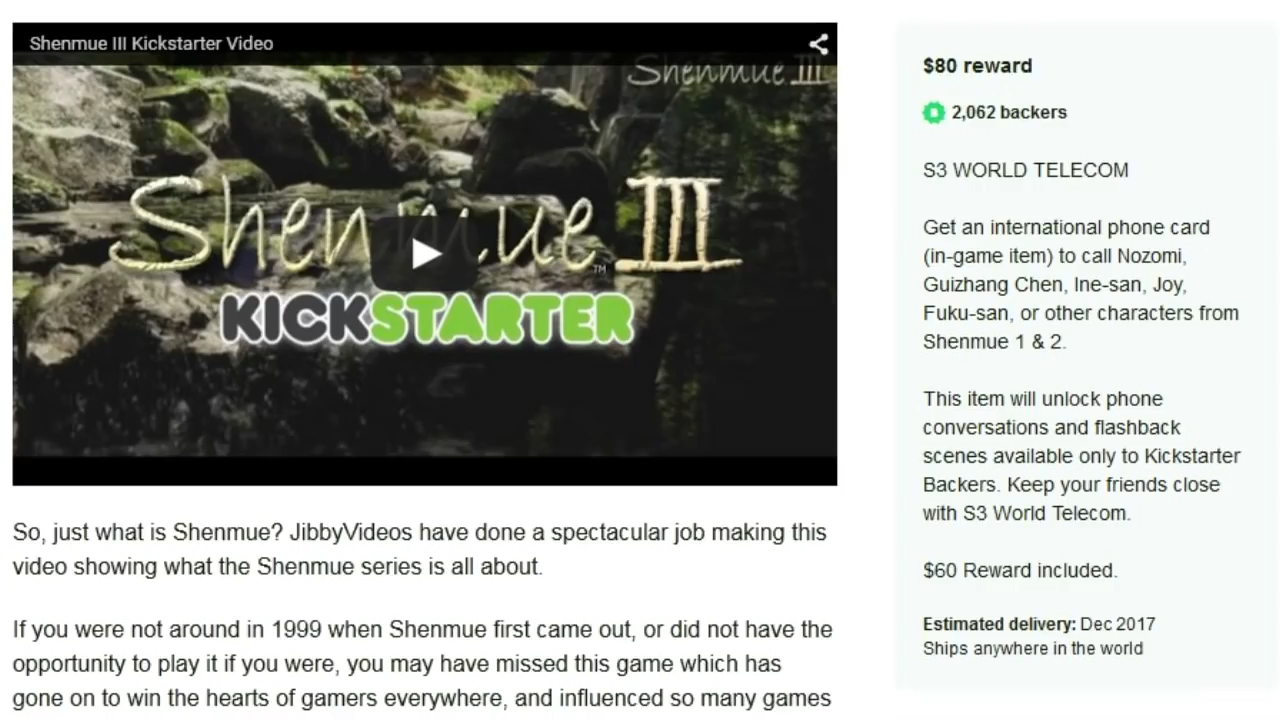 Shenmue III Kickstarter Video
Shenmue III
Shenmue III
TM
KICKSTARTER
So, just what is Shenmue? JibbyVideos have done a spectacular job making this
video showing what the Shenmue series is all about.
If you were not around in 1999 when Shenmue first came out, or did not have the
opportunity to play it if you were, you may have missed this game which has
gone on to win the hearts of gamers everywhere, and influenced so many games
$80 reward
2,062 backers
S3 WORLD TELECOM
Get an international phone card
(in-game item) to call Nozomi,
Guizhang Chen, Ine-san, Joy,
Fuku-san, or other characters from
Shenmue 1 & 2.
This item will unlock phone
conversations and flashback
scenes available only to Kickstarter
Backers. Keep your friends close
with S3 World Telecom.
$60 Reward included.
Estimated delivery: Dec 2017
Ships anywhere in the world